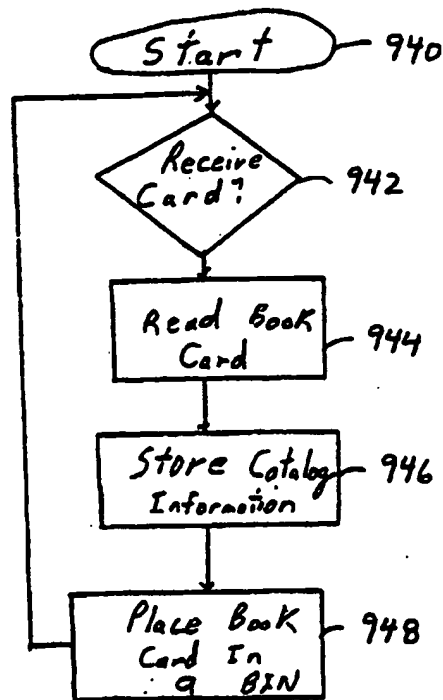 Start
940
Receive
Card?
942
Read Book
Card
944
Store Catalog
Information
946
Place Book
Card In
a BIN
948